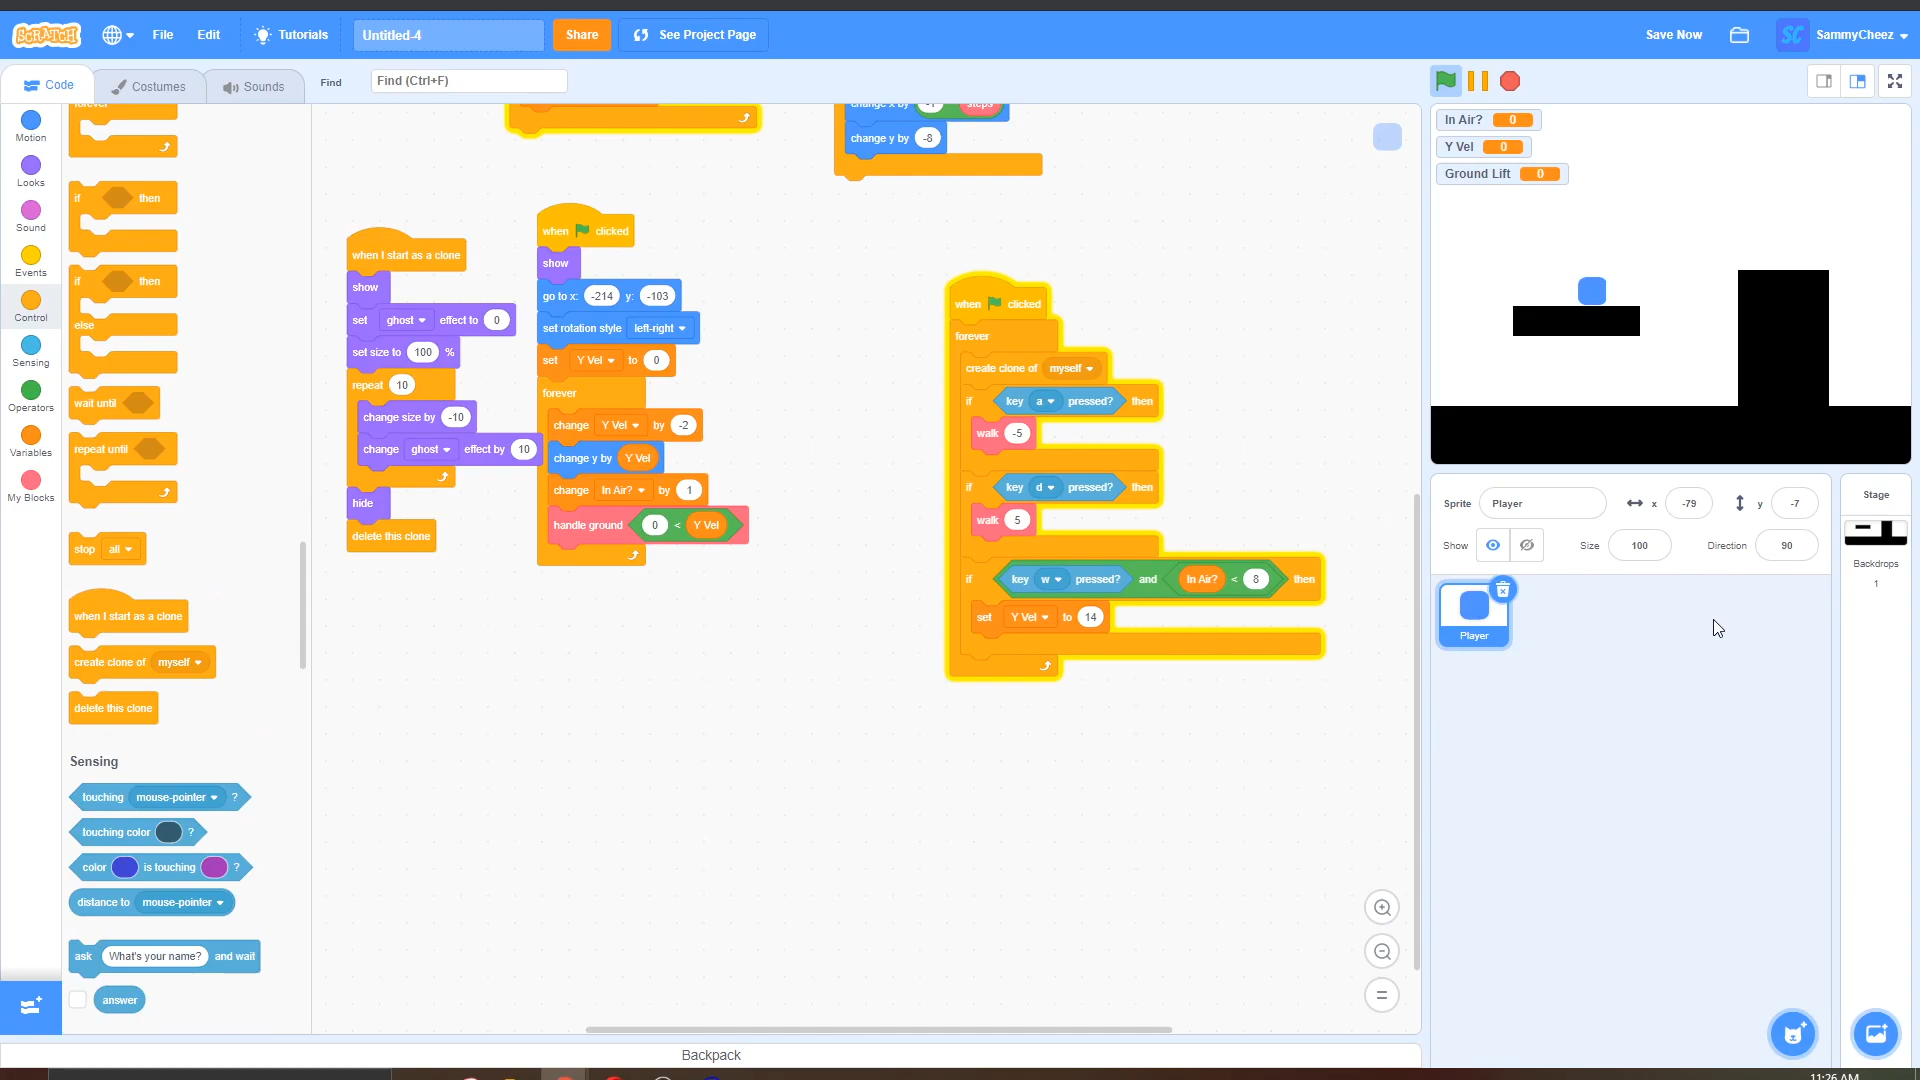 SCRATCH
File
Edit
Tutorials
Untitled-4
Share
See Project Page
Save Now
SC
SammyCheez
Code
Costumes
Sounds
Find
Find (Ctrl+F)
Motion
Looks
Sound
Events
Control
Sensing
Operators
Variables
My Blocks
forever
if then
if then
else
wait until
repeat until
stop all
when I start as a clone
create clone of myself
delete this clone
Sensing
touching mouse-pointer ?
touching color ?
color is touching ?
distance to mouse-pointer
ask What's your name? and wait
answer
change x by -1 * steps
change y by -8
when I start as a clone
show
set ghost effect to 0
set size to 100 %
repeat 10
change size by -10
change ghost effect by 10
hide
delete this clone
when clicked
show
go to x: -214 y: -103
set rotation style left-right
set Y Vel to 0
forever
change Y Vel by -2
change y by Y Vel
change In Air? by 1
handle ground 0 < Y Vel
when clicked
forever
create clone of myself
if key a pressed? then
walk -5
if key d pressed? then
walk 5
if key w pressed? and In Air? < 8 then
set Y Vel to 14
In Air? 0
Y Vel 0
Ground Lift 0
Sprite Player x -79 y -7
Show Size 100 Direction 90
Player
Stage
Backdrops
1
Backpack
11:26 AM